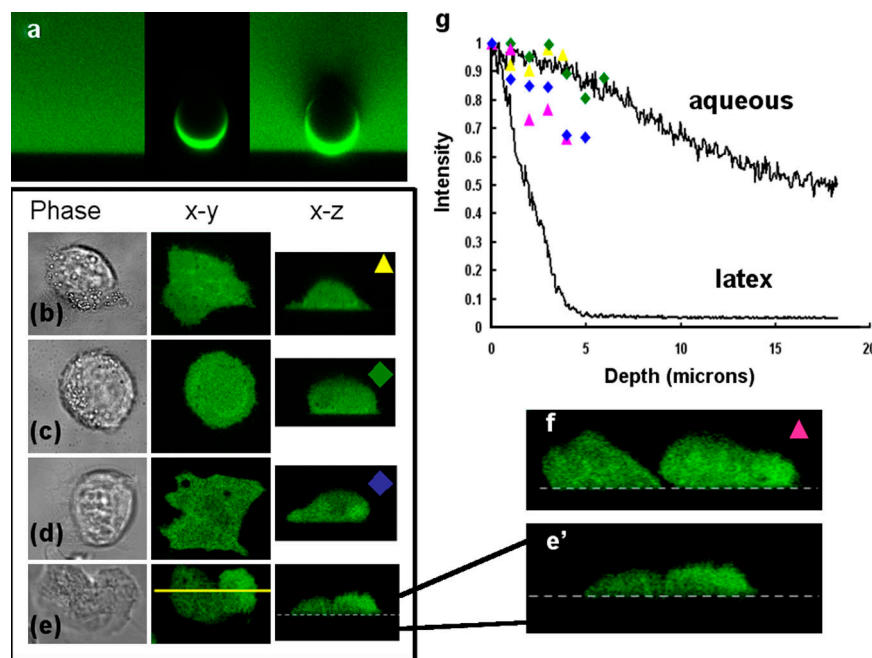 a
Phase x-y x-z
(b)
(c)
(d)
(e)
g
1
0.9
0.8
0.7
0.6
0.5
0.4
0.3
0.2
0.1
0
Intensity
aqueous
latex
0 5 10 15 20
Depth (microns)
f
e’